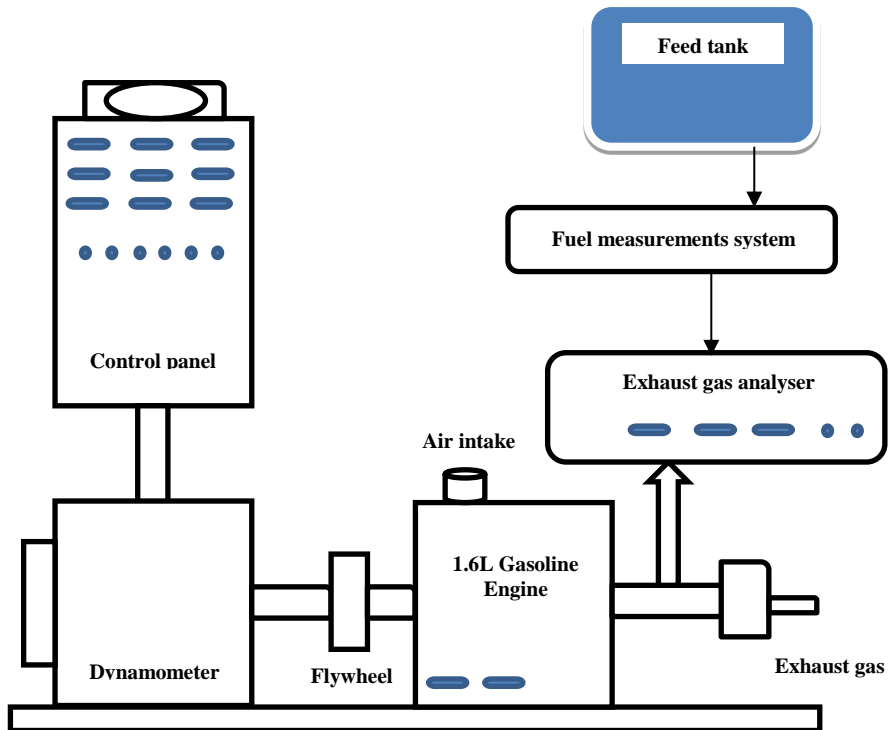 Feed tank
Fuel measurements system
Control panel
Exhaust gas analyser
Air intake
1.6L Gasoline
Engine
Dynamometer
Flywheel
Exhaust gas